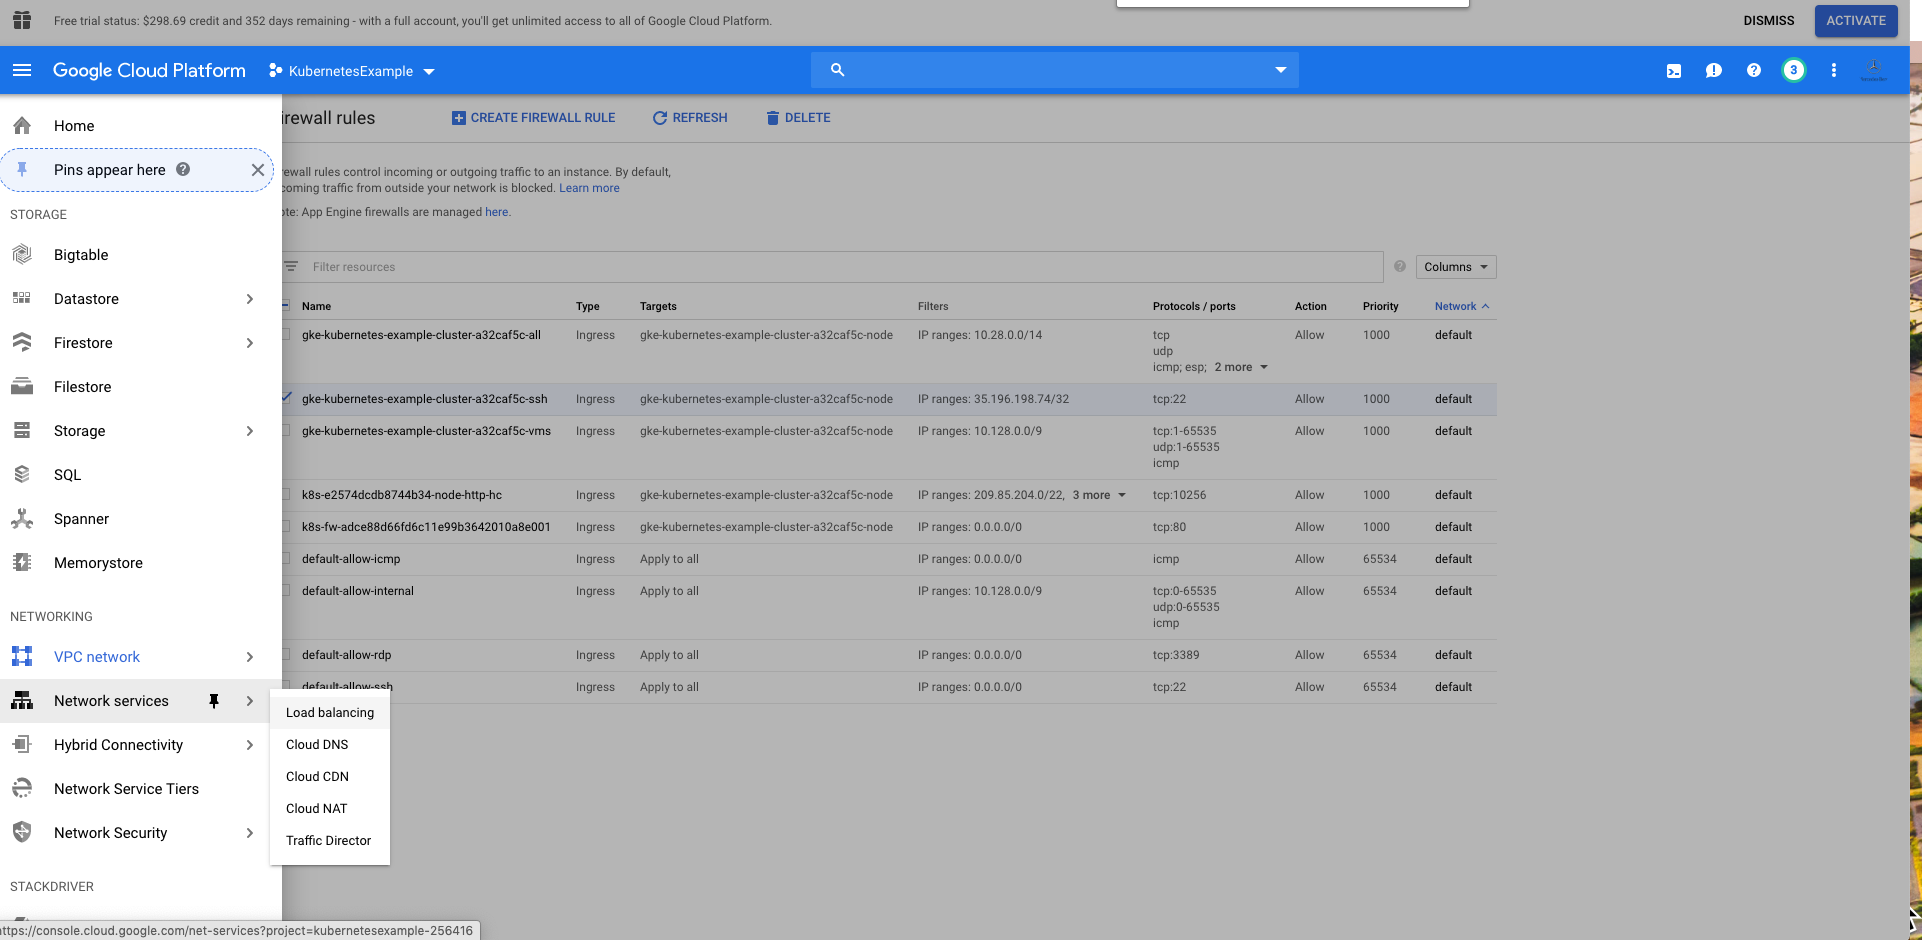 Free trial status: $298.69 credit and 352 days remaining - with a full account, you'll get unlimited access to all of Google Cloud Platform.
DISMISS
ACTIVATE
Google Cloud Platform
KubernetesExample
3
Home
Pins appear here
STORAGE
Bigtable
Datastore
Firestore
Filestore
Storage
SQL
Spanner
Memorystore
NETWORKING
VPC network
Network services
Hybrid Connectivity
Network Service Tiers
Network Security
STACKDRIVER
Load balancing
Cloud DNS
Cloud CDN
Cloud NAT
Traffic Director
irewall rules
CREATE FIREWALL RULE
REFRESH
DELETE
rewall rules control incoming or outgoing traffic to an instance. By default,
coming traffic from outside your network is blocked. Learn more
ote: App Engine firewalls are managed here.
Filter resources
Columns
Name Type Targets Filters Protocols / ports Action Priority Network
gke-kubernetes-example-cluster-a32caf5c-all Ingress gke-kubernetes-example-cluster-a32caf5c-node IP ranges: 10.28.0.0/14 tcp Allow 1000 default
udp
icmp; esp; 2 more
gke-kubernetes-example-cluster-a32caf5c-ssh Ingress gke-kubernetes-example-cluster-a32caf5c-node IP ranges: 35.196.198.74/32 tcp:22 Allow 1000 default
gke-kubernetes-example-cluster-a32caf5c-vms Ingress gke-kubernetes-example-cluster-a32caf5c-node IP ranges: 10.128.0.0/9 tcp:1-65535 Allow 1000 default
udp:1-65535
icmp
k8s-e2574dcdb8744b34-node-http-hc Ingress gke-kubernetes-example-cluster-a32caf5c-node IP ranges: 209.85.204.0/22, 3 more tcp:10256 Allow 1000 default
k8s-fw-adce88d66fd6c11e99b3642010a8e001 Ingress gke-kubernetes-example-cluster-a32caf5c-node IP ranges: 0.0.0.0/0 tcp:80 Allow 1000 default
default-allow-icmp Ingress Apply to all IP ranges: 0.0.0.0/0 icmp Allow 65534 default
default-allow-internal Ingress Apply to all IP ranges: 10.128.0.0/9 tcp:0-65535 Allow 65534 default
udp:0-65535
icmp
default-allow-rdp Ingress Apply to all IP ranges: 0.0.0.0/0 tcp:3389 Allow 65534 default
default-allow-ssh Ingress Apply to all IP ranges: 0.0.0.0/0 tcp:22 Allow 65534 default
ttps://console.cloud.google.com/net-services?project=kubernetesexample-256416